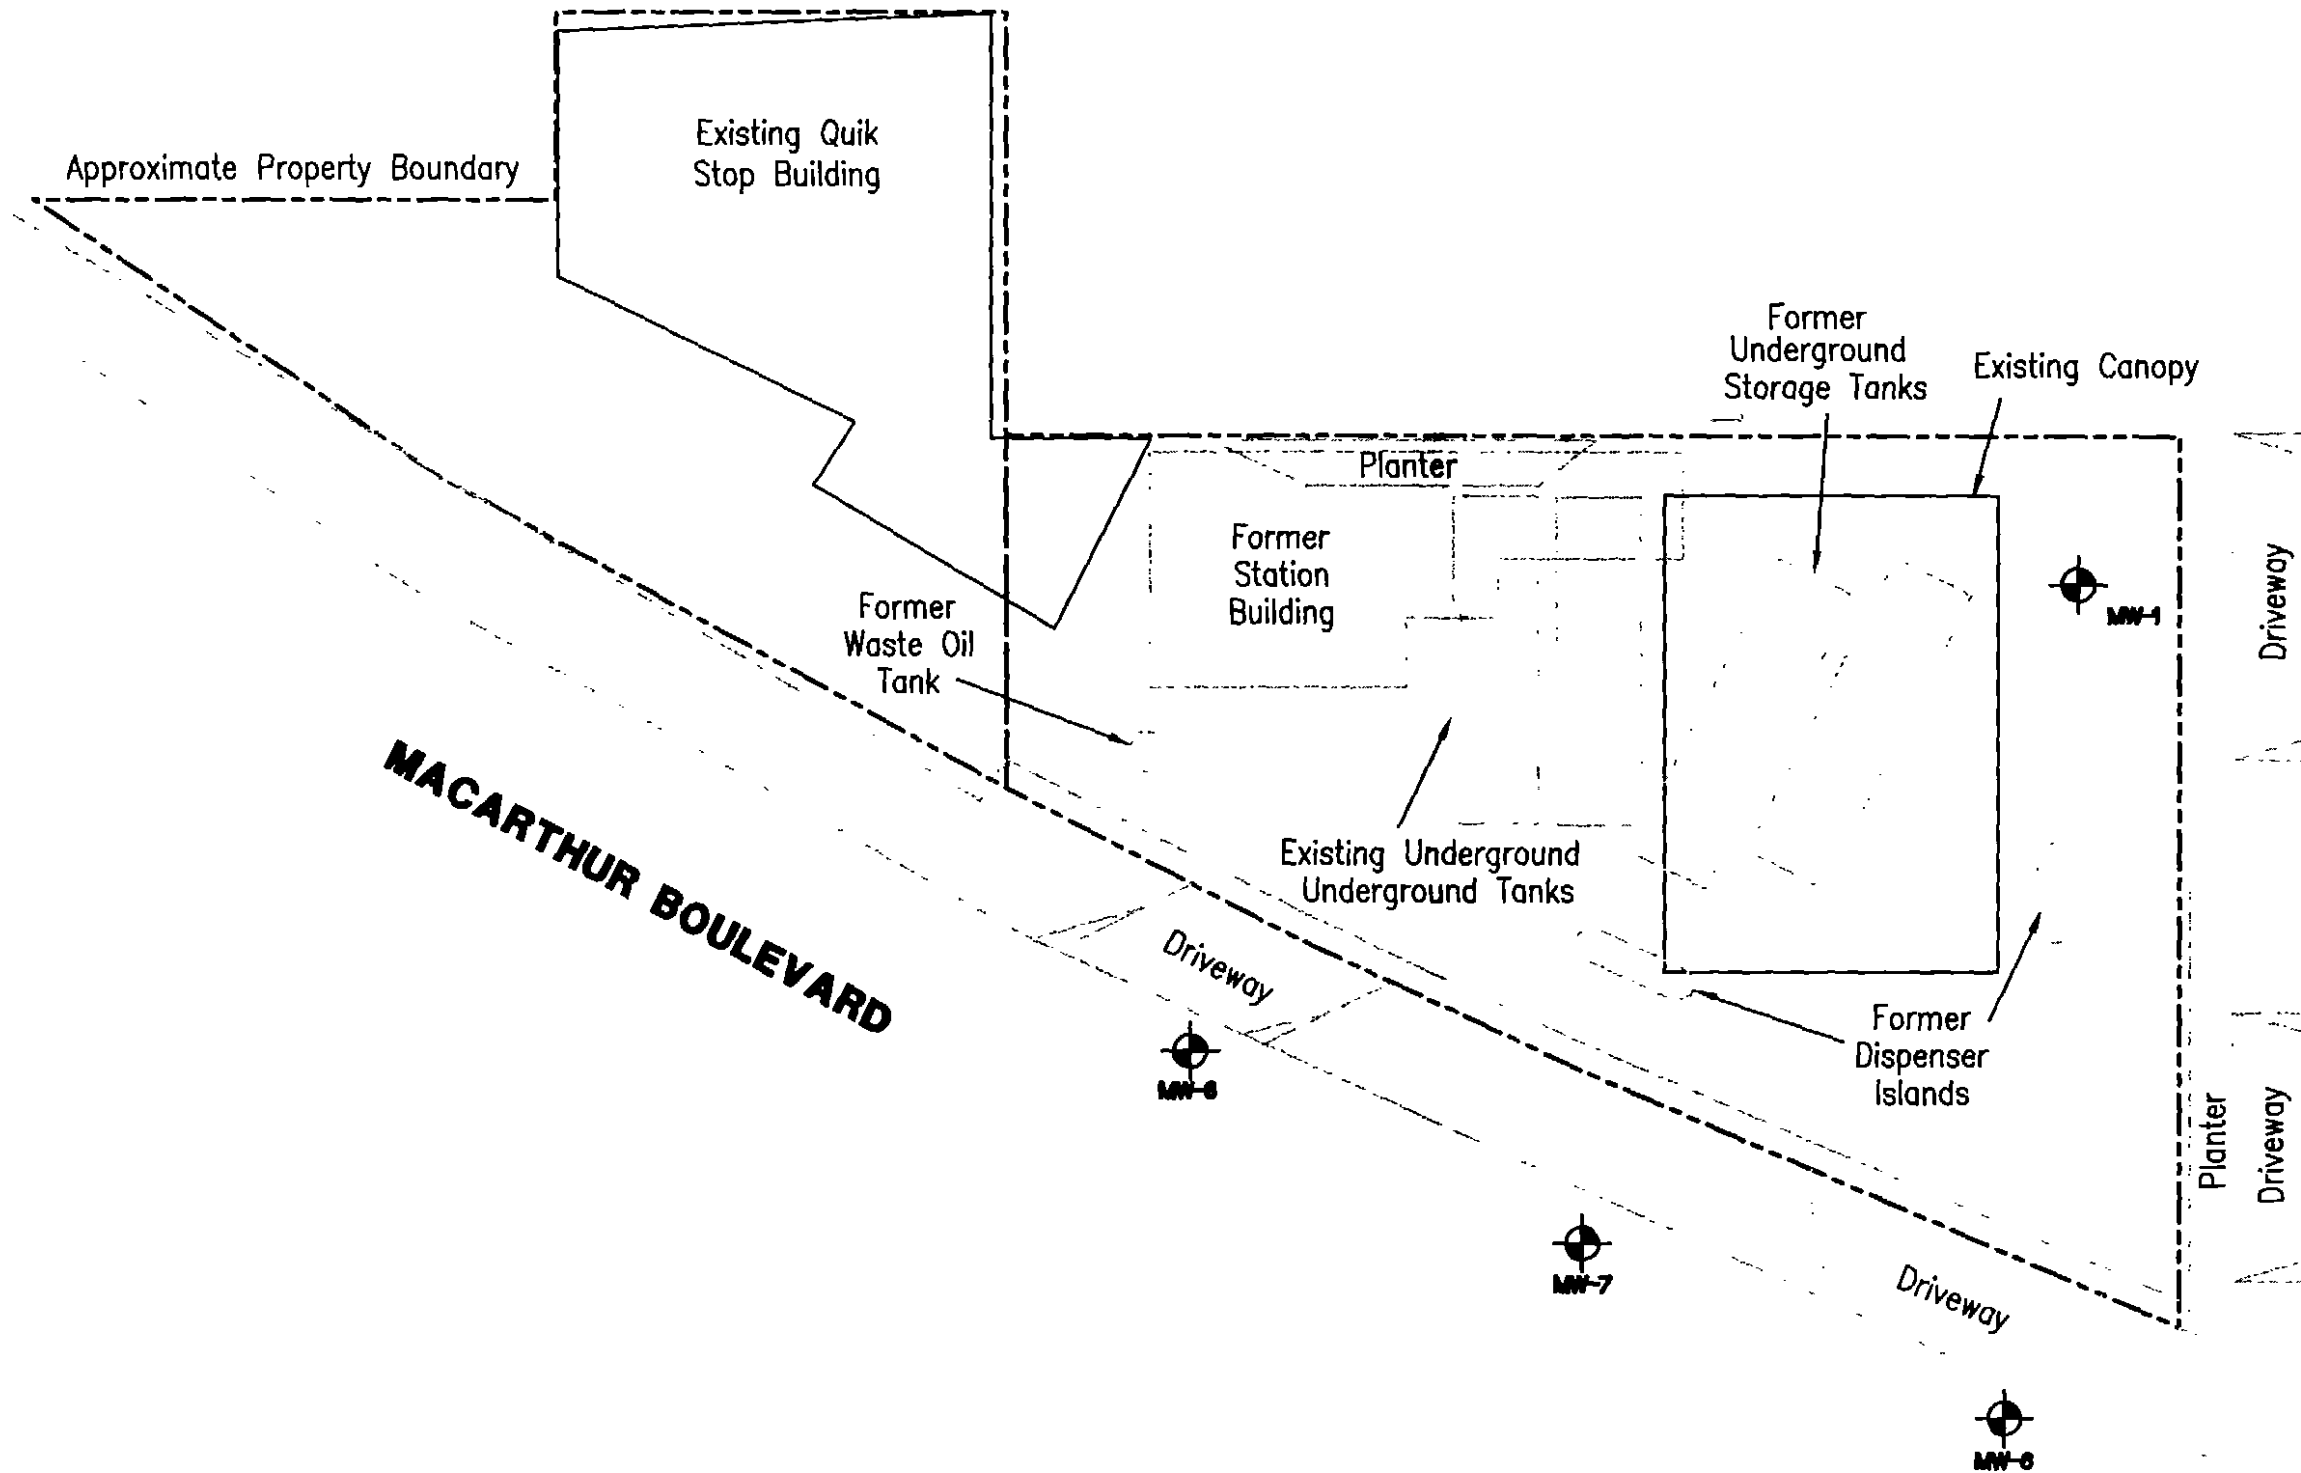 Existing Quik
Stop Building
Approximate Property Boundary
Former
Underground
Storage Tanks
Existing Canopy
Planter
Former
Station
Building
Driveway
MW-1
Former
Waste Oil
Tank
MACARTHUR BOULEVARD
Existing Underground
Underground Tanks
Driveway
Former
Dispenser
Islands
Planter
Driveway
MW-7
Driveway